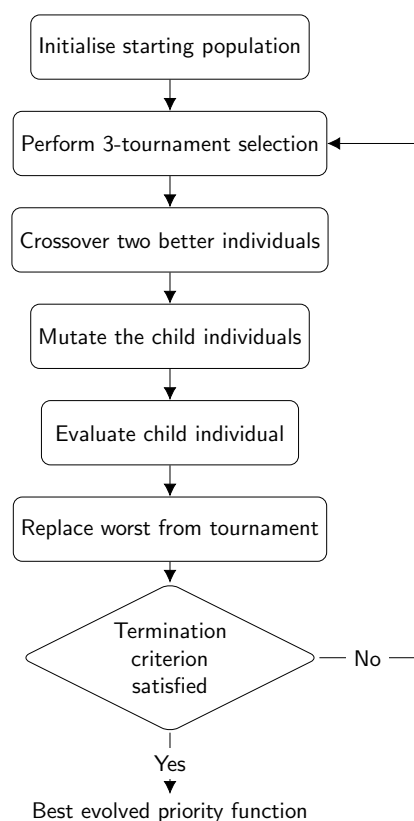 Initialise starting population
Perform 3-tournament selection
Crossover two better individuals
Mutate the child individuals
Evaluate child individual
Replace worst from tournament
Termination
criterion
satisfied
No
Yes
Best evolved priority function